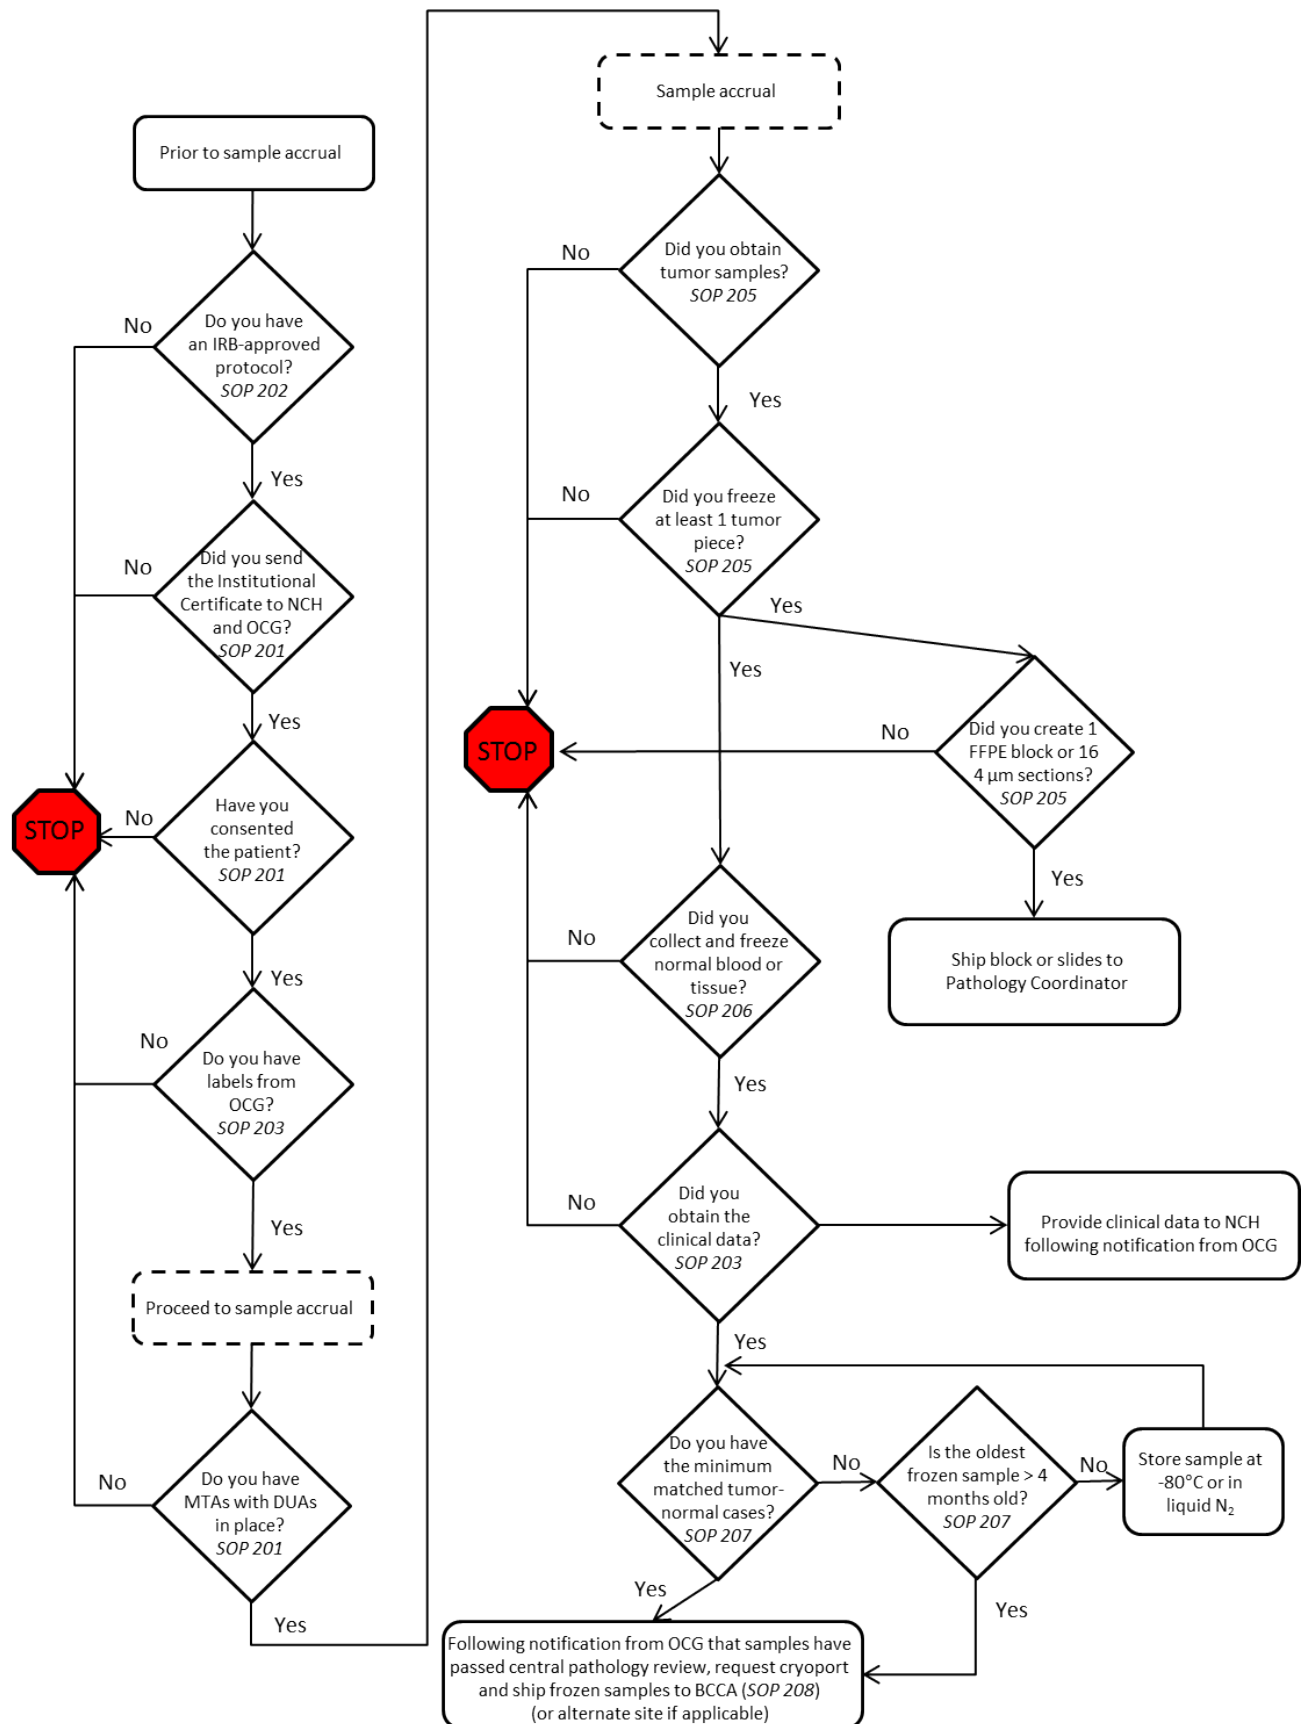 Prior to sample accrual
Do you have
an IRB-approved
protocol?
SOP 202
No
Yes
Did you send
the Institutional
Certificate to NCH
and OCG?
SOP 201
No
Yes
Have you
consented
the patient?
SOP 201
No
STOP
Yes
Do you have
labels from
OCG?
SOP 203
No
Yes
Proceed to sample accrual
Do you have
MTAs with DUAs
in place?
SOP 201
No
Yes
Sample accrual
Did you obtain
tumor samples?
SOP 205
No
Yes
Did you freeze
at least 1 tumor
piece?
SOP 205
No
Yes
Yes
Did you create 1
FFPE block or 16
4 µm sections?
SOP 205
No
STOP
Yes
Ship block or slides to
Pathology Coordinator
Did you
collect and freeze
normal blood or
tissue?
SOP 206
No
Yes
Did you
obtain the
clinical data?
SOP 203
No
Provide clinical data to NCH
following notification from OCG
Yes
Do you have
the minimum
matched tumor-
normal cases?
SOP 207
No
Is the oldest
frozen sample > 4
months old?
SOP 207
No
Store sample at
-80°C or in
liquid N₂
Yes
Yes
Following notification from OCG that samples have
passed central pathology review, request cryoport
and ship frozen samples to BCCA (SOP 208)
(or alternate site if applicable)